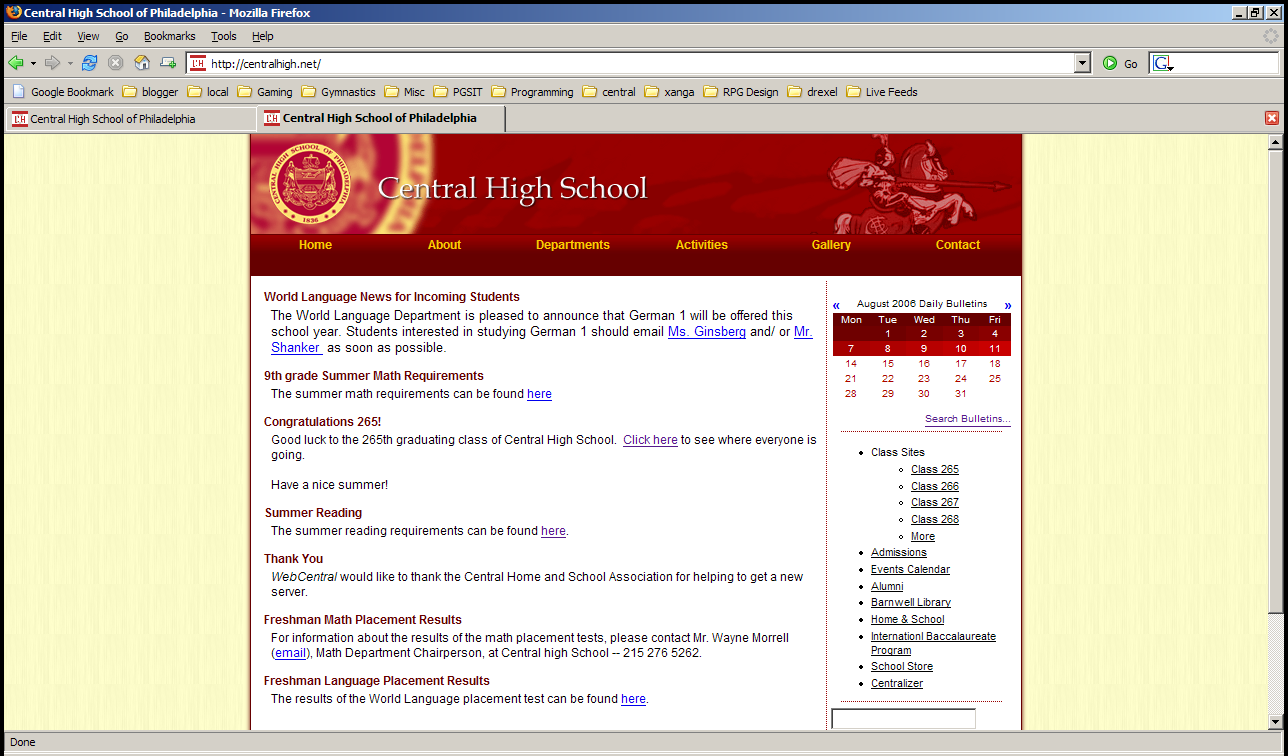 Central High School of Philadelphia - Mozilla Firefox
File Edit View Go Bookmarks Tools Help
http://centralhigh.net/ Go
Google Bookmark blogger local Gaming Gymnastics Misc PGSIT Programming central xanga RPG Design drexel Live Feeds
Central High School of Philadelphia Central High School of Philadelphia
CENTRAL HIGH SCHOOL OF PHILADELPHIA
1836
Central High School
Home About Departments Activities Gallery Contact
World Language News for Incoming Students
The World Language Department is pleased to announce that German 1 will be offered this
school year. Students interested in studying German 1 should email Ms. Ginsberg and/ or Mr.
Shanker as soon as possible.
9th grade Summer Math Requirements
The summer math requirements can be found here
Congratulations 265!
Good luck to the 265th graduating class of Central High School. Click here to see where everyone is
going.
Have a nice summer!
Summer Reading
The summer reading requirements can be found here.
Thank You
WebCentral would like to thank the Central Home and School Association for helping to get a new
server.
Freshman Math Placement Results
For information about the results of the math placement tests, please contact Mr. Wayne Morrell
(email), Math Department Chairperson, at Central high School -- 215 276 5262.
Freshman Language Placement Results
The results of the World Language placement test can be found here.
« August 2006 Daily Bulletins »
Mon Tue Wed Thu Fri
1 2 3 4
7 8 9 10 11
14 15 16 17 18
21 22 23 24 25
28 29 30 31
Search Bulletins...
Class Sites
Class 265
Class 266
Class 267
Class 268
More
Admissions
Events Calendar
Alumni
Barnwell Library
Home & School
Internationl Baccalaureate
Program
School Store
Centralizer
Done